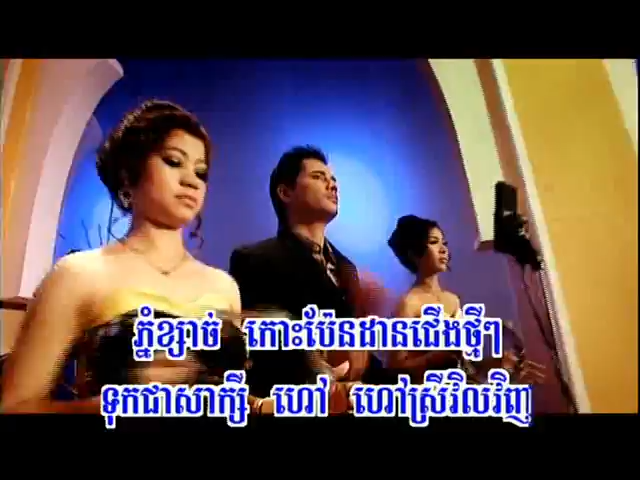 ភ្នំខ្សាច់ កោះប៉ែនដានជើងថ្មីៗ
ទុកជាសាក្សី ហៅ ហៅស្រីវិលវិញ